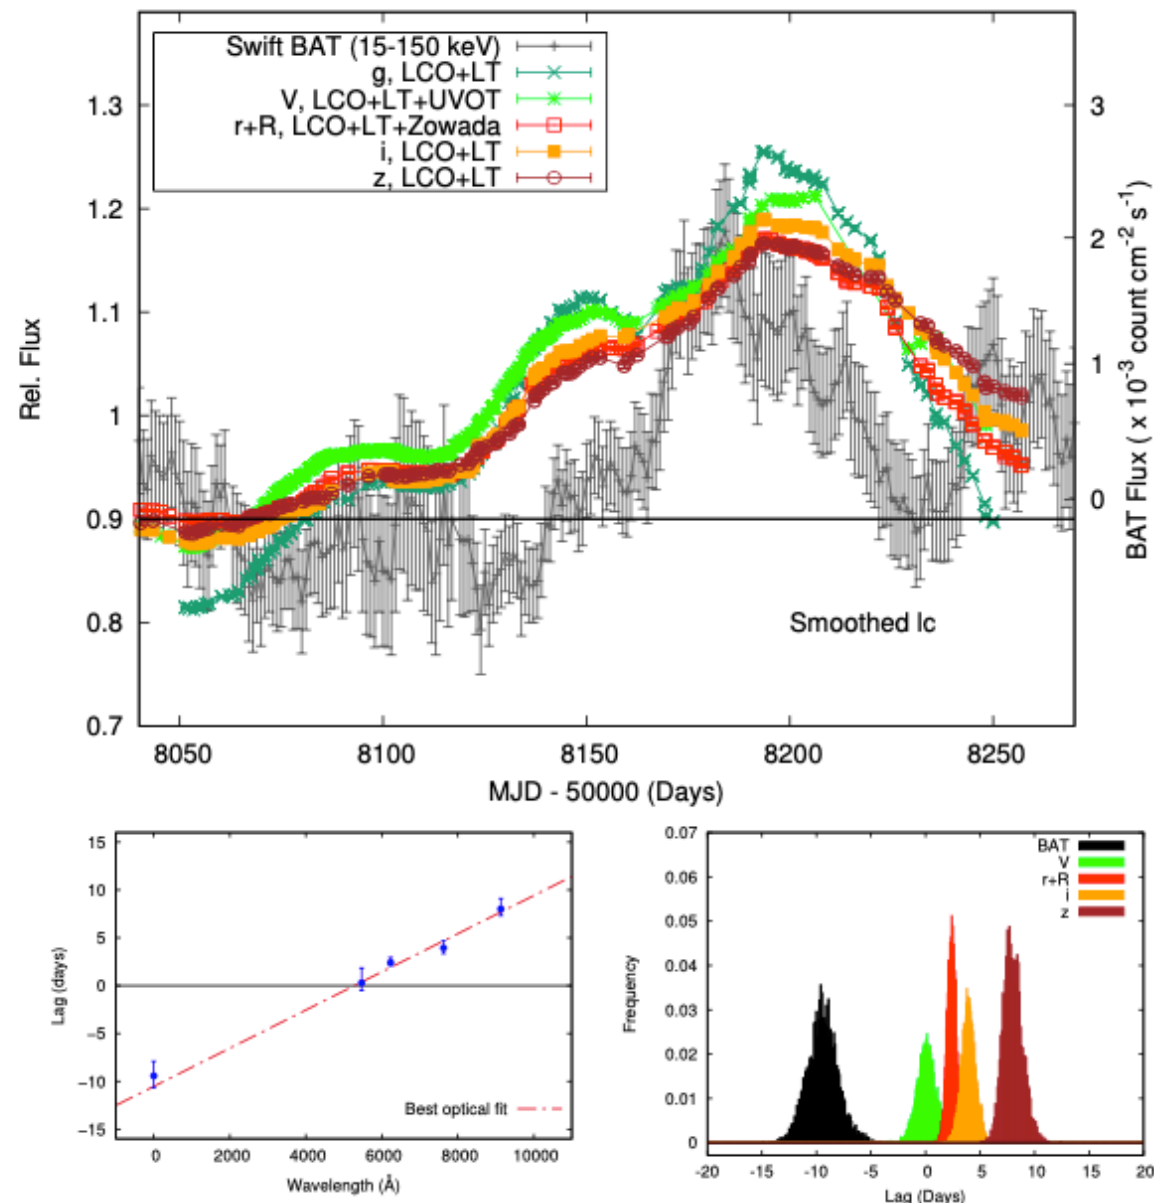 Swift BAT (15-150 keV)
g, LCO+LT
V, LCO+LT+UVOT
r+R, LCO+LT+Zowada
i, LCO+LT
z, LCO+LT
1.3
1.2
1.1
1
0.9
0.8
0.7
Rel. Flux
3
2
1
0
BAT Flux ( x 10⁻³ count cm⁻² s⁻¹)
Smoothed lc
8050 8100 8150 8200 8250
MJD - 50000 (Days)
15
10
5
0
−5
−10
−15
Lag (days)
Best optical fit
0 2000 4000 6000 8000 10000
Wavelength (Å)
0.07
0.06
0.05
0.04
0.03
0.02
0.01
0
Frequency
BAT
V
r+R
i
z
-20 -15 -10 -5 0 5 10 15 20
Lag (Days)